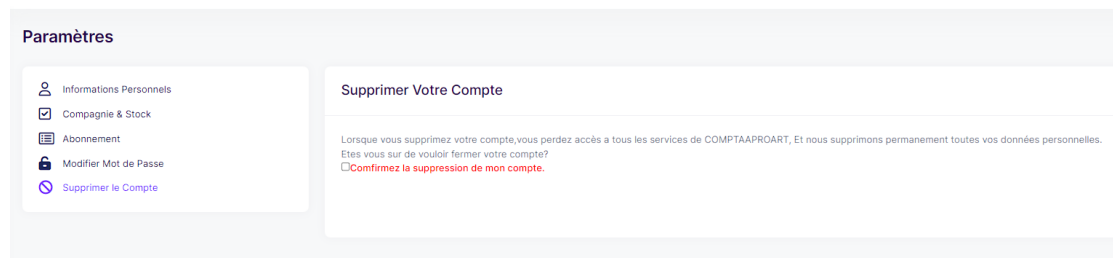 Paramètres
Informations Personnels
Compagnie & Stock
Abonnement
Modifier Mot de Passe
Supprimer le Compte
Supprimer Votre Compte
Lorsque vous supprimez votre compte,vous perdez accès a tous les services de COMPTAAPROART, Et nous supprimons permanement toutes vos données personnelles.
Etes vous sur de vouloir fermer votre compte?
Comfirmez la suppression de mon compte.